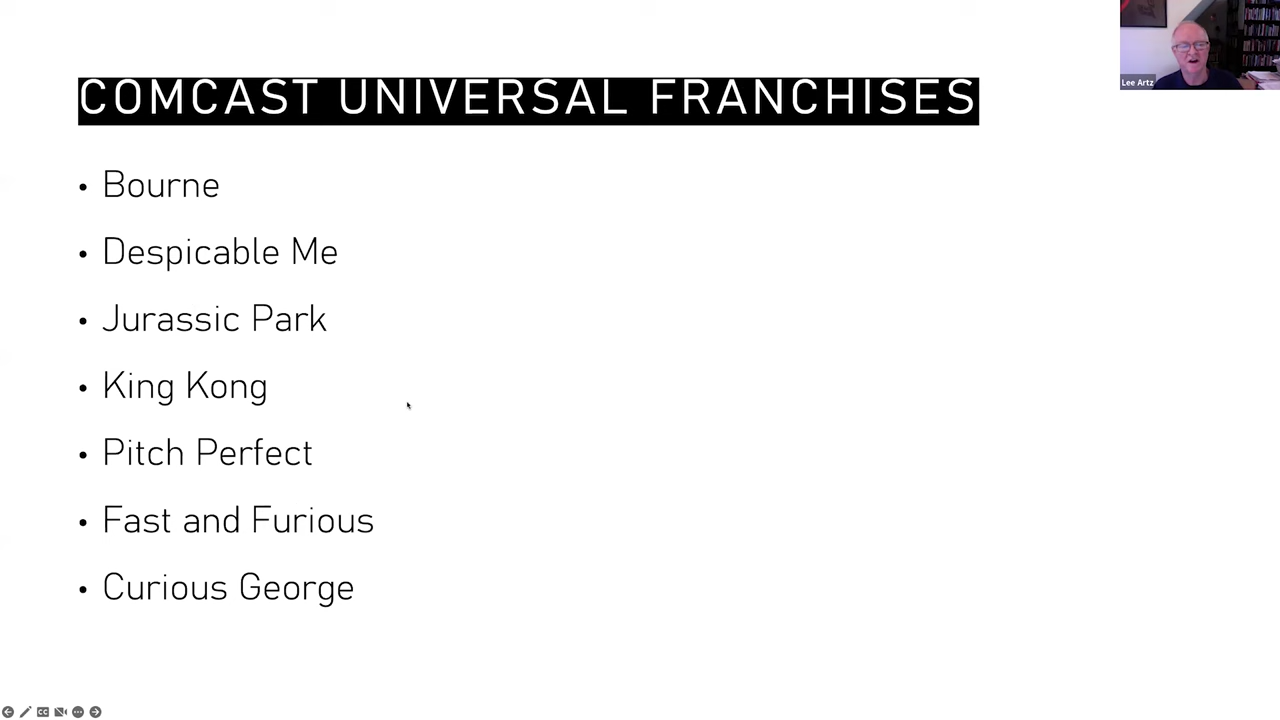 COMCAST UNIVERSAL FRANCHISES
Lee Artz
• Bourne
• Despicable Me
• Jurassic Park
• King Kong
• Pitch Perfect
• Fast and Furious
• Curious George
CC